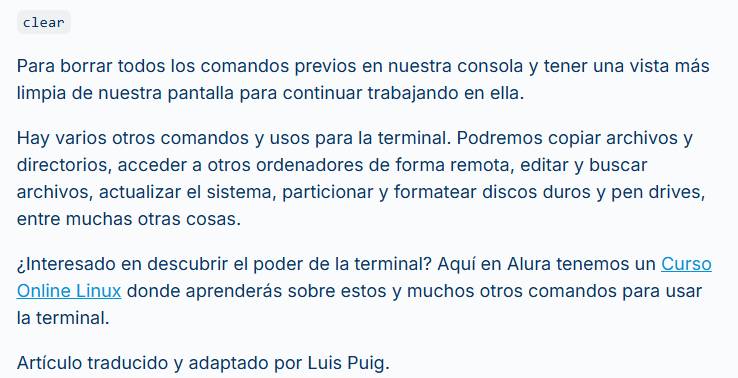 clear
Para borrar todos los comandos previos en nuestra consola y tener una vista más
limpia de nuestra pantalla para continuar trabajando en ella.
Hay varios otros comandos y usos para la terminal. Podremos copiar archivos y
directorios, acceder a otros ordenadores de forma remota, editar y buscar
archivos, actualizar el sistema, particionar y formatear discos duros y pen drives,
entre muchas otras cosas.
¿Interesado en descubrir el poder de la terminal? Aquí en Alura tenemos un Curso
Online Linux donde aprenderás sobre estos y muchos otros comandos para usar
la terminal.
Artículo traducido y adaptado por Luis Puig.